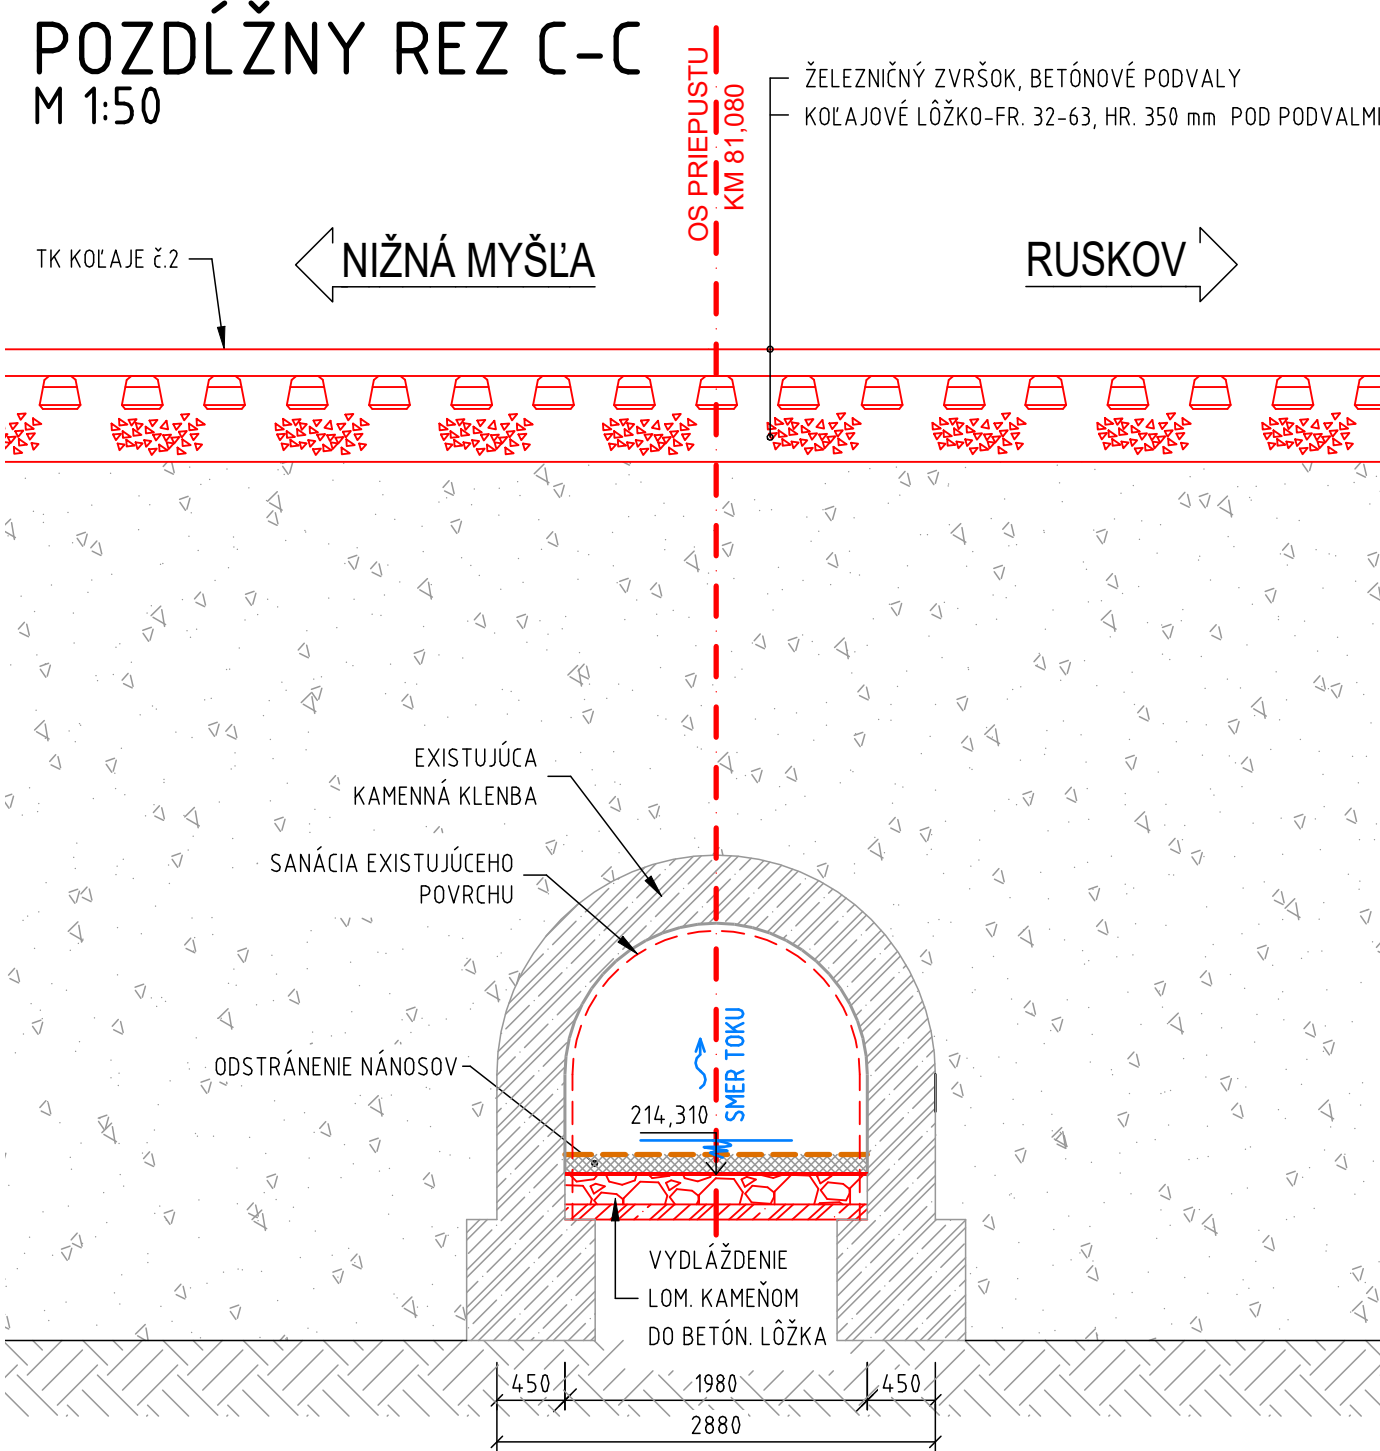 POZDĹŽNY REZ C-C
M 1:50
OS PRIEPUSTU
KM 81,080
ŽELEZNIČNÝ ZVRŠOK, BETÓNOVÉ PODVALY
KOĽAJOVÉ LÔŽKO-FR. 32-63, HR. 350 mm POD PODVALMI
TK KOĽAJE č.2
NIŽNÁ MYŠĽA
RUSKOV
EXISTUJÚCA
KAMENNÁ KLENBA
SANÁCIA EXISTUJÚCEHO
POVRCHU
ODSTRÁNENIE NÁNOSOV
SMER TOKU
214,310
VYDLÁŽDENIE
LOM. KAMEŇOM
DO BETÓN. LÔŽKA
450
1980
450
2880